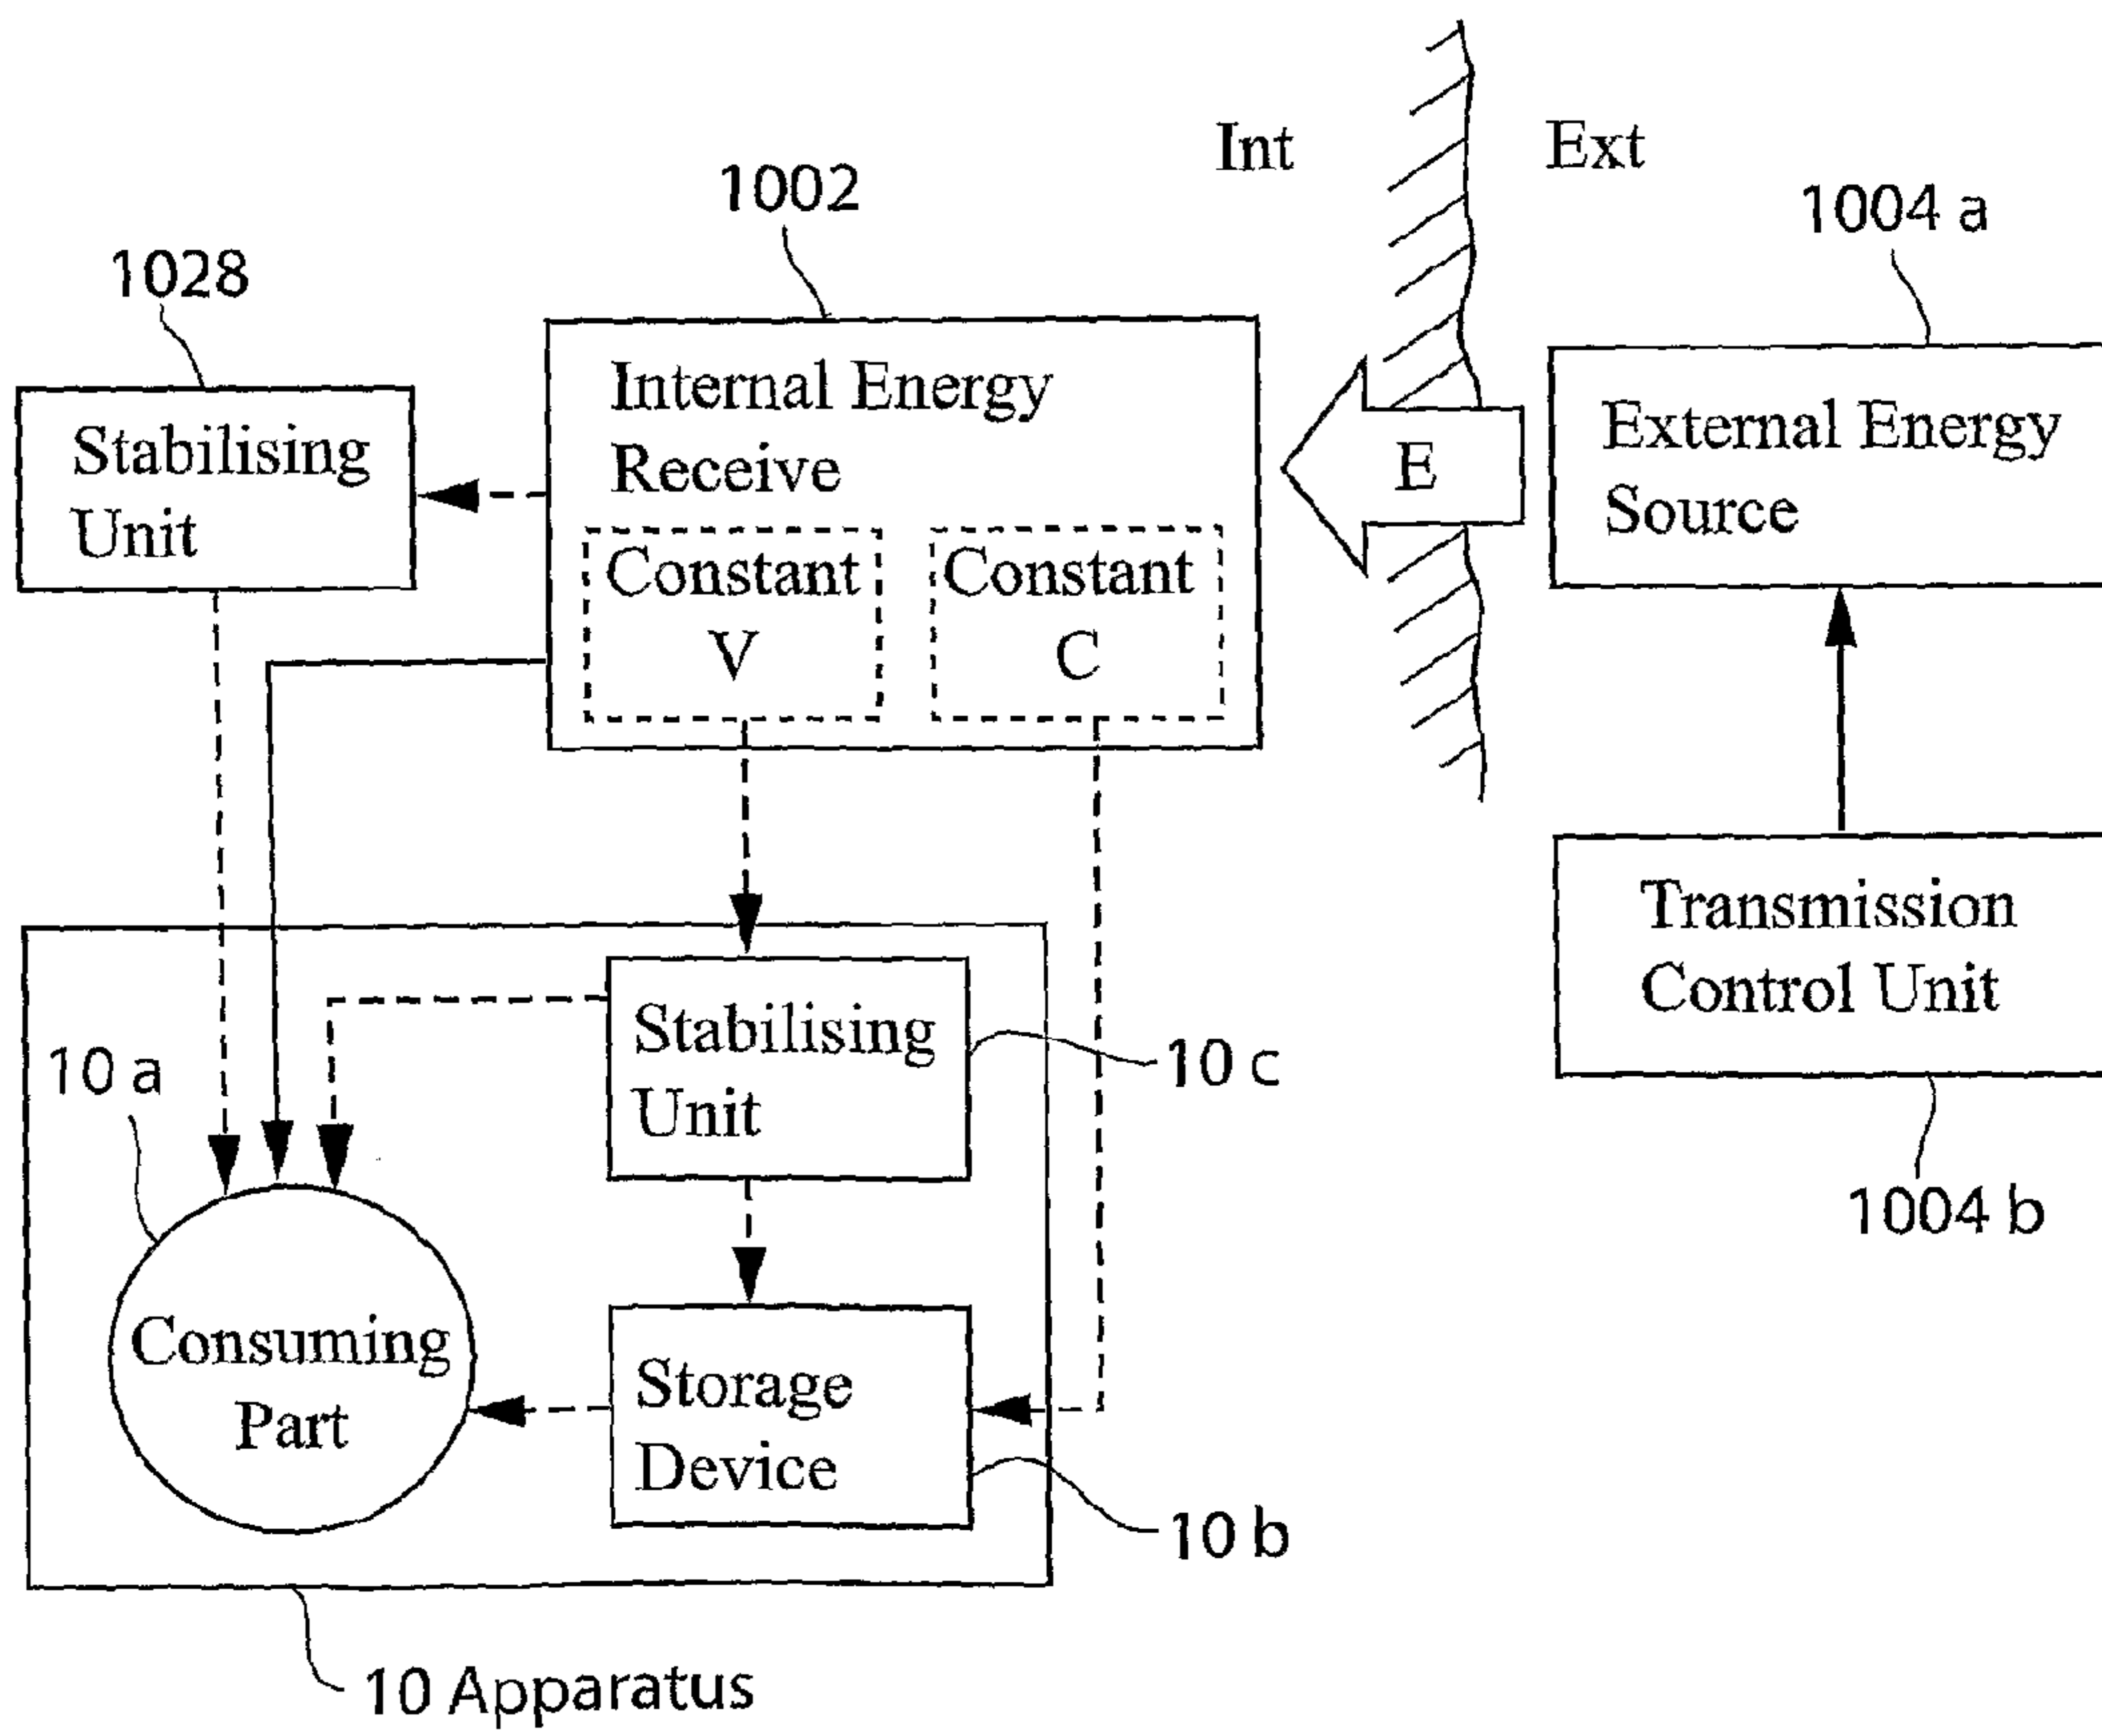 Int
Ext
1002
1004 a
1028
Internal Energy
Receive
External Energy
Source
Stabilising
Unit
E
Constant
V
Constant
C
Transmission
Control Unit
Stabilising
Unit
10 c
10 a
1004 b
Consuming
Part
Storage
Device
10 b
10 Apparatus